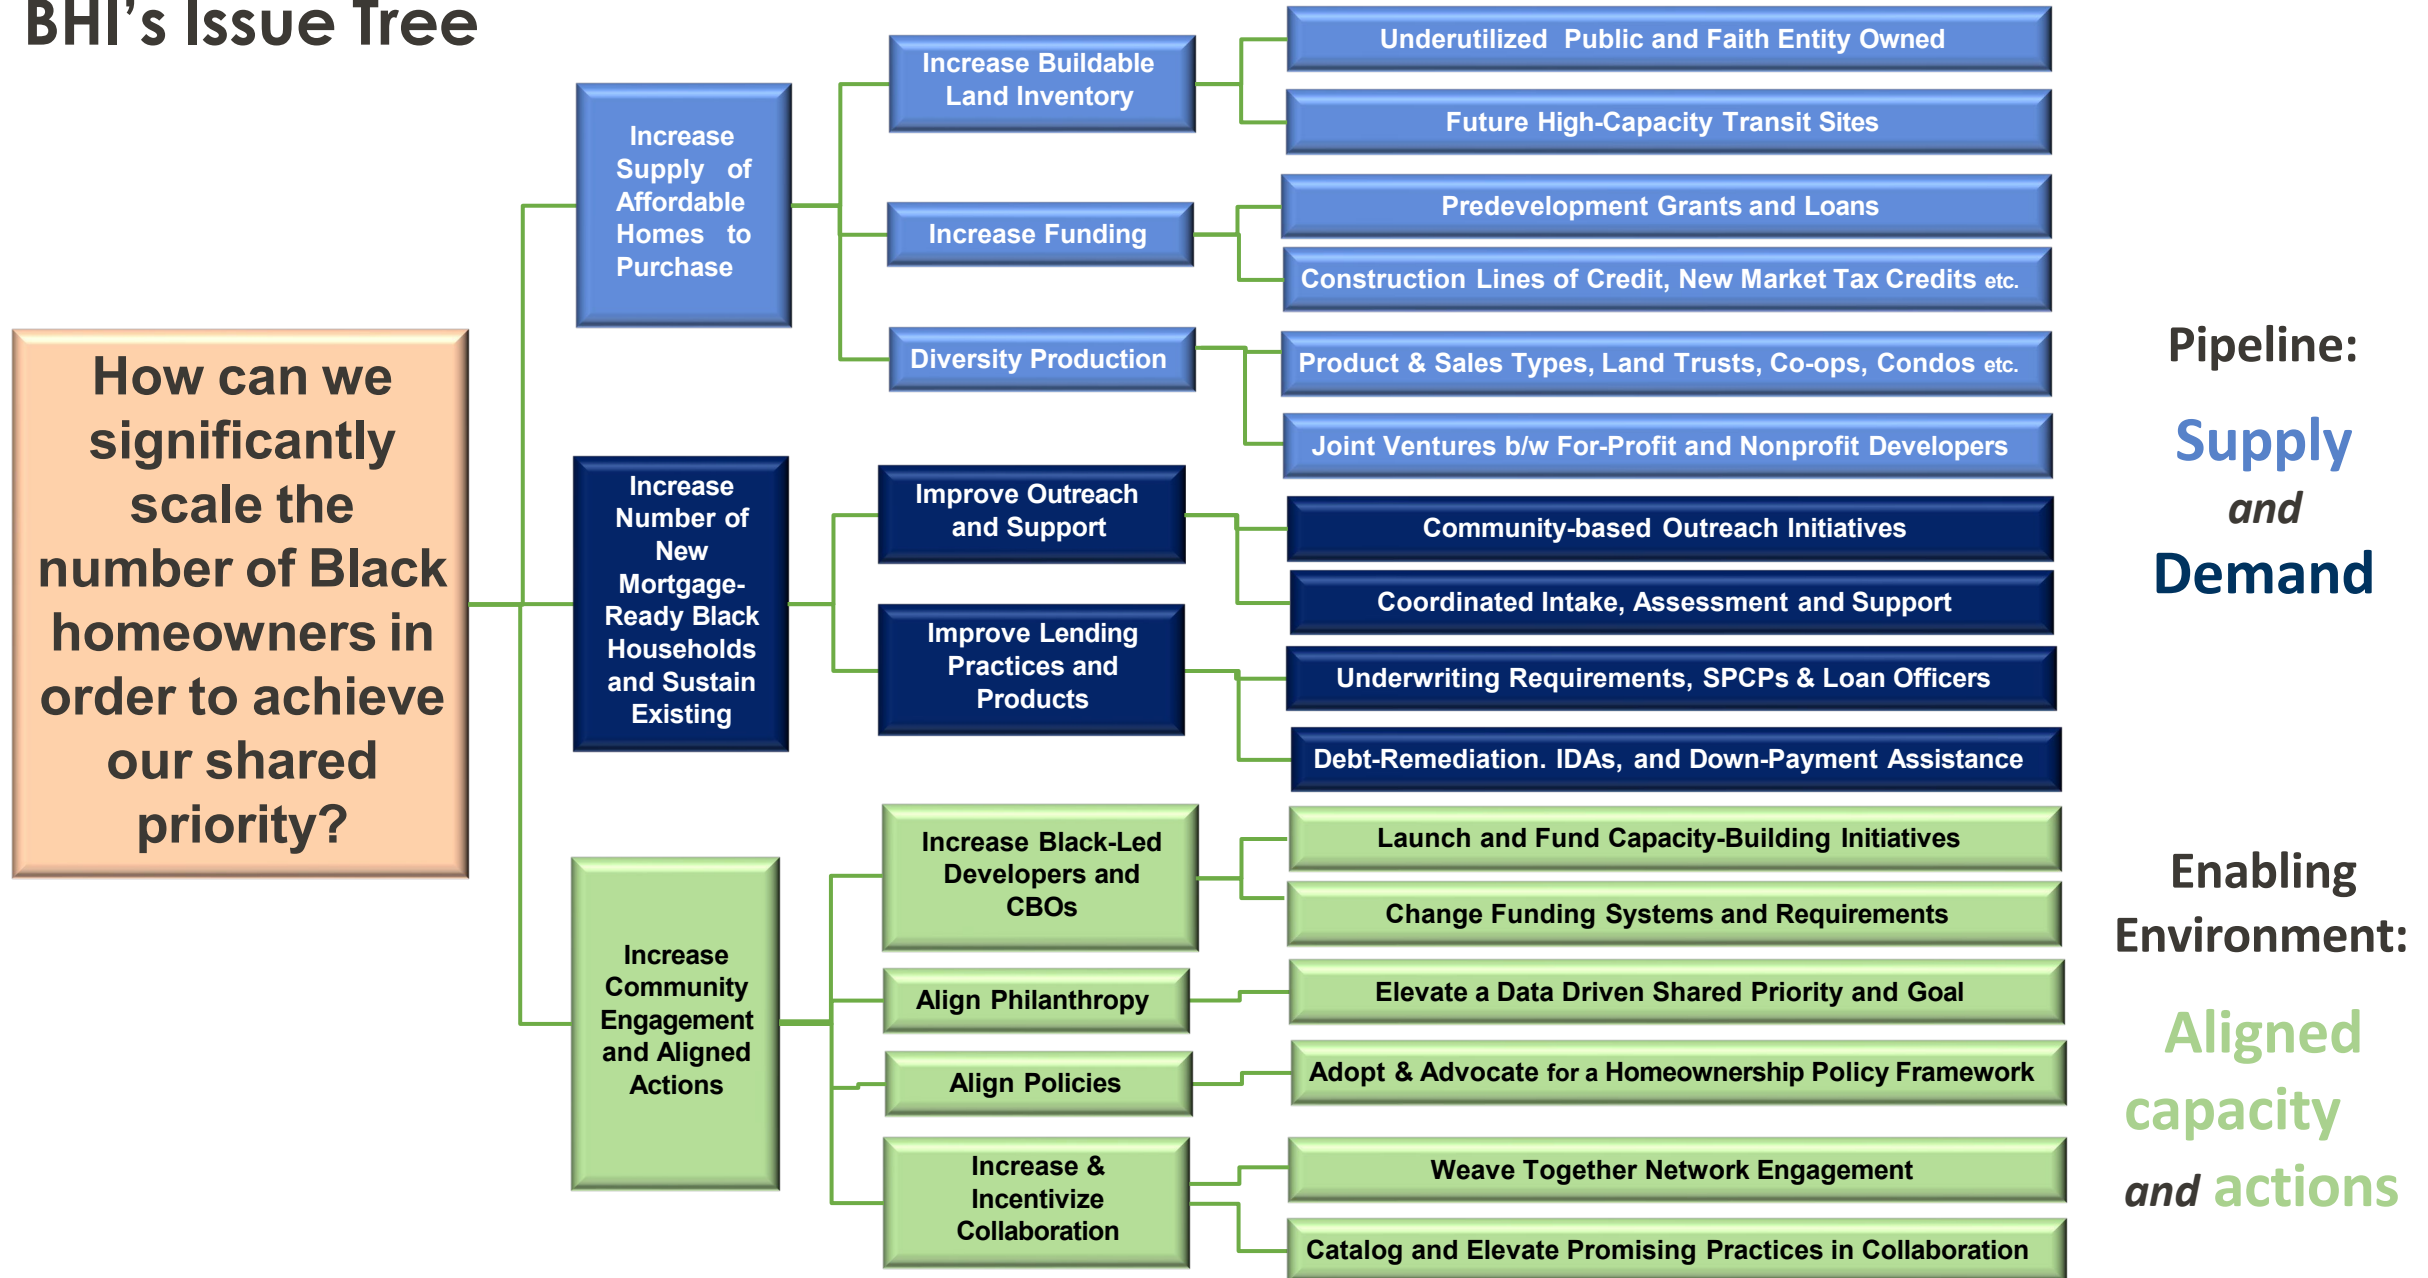 BHI's Issue Tree
How can we
significantly
scale the
number of Black
homeowners in
order to achieve
our shared
priority?
Increase
Supply of
Affordable
Homes to
Purchase
Increase Buildable
Land Inventory
Underutilized Public and Faith Entity Owned
Future High-Capacity Transit Sites
Increase Funding
Predevelopment Grants and Loans
Construction Lines of Credit, New Market Tax Credits etc.
Diversity Production
Product & Sales Types, Land Trusts, Co-ops, Condos etc.
Joint Ventures b/w For-Profit and Nonprofit Developers
Increase
Number of
New
Mortgage-
Ready Black
Households
and Sustain
Existing
Improve Outreach
and Support
Community-based Outreach Initiatives
Coordinated Intake, Assessment and Support
Improve Lending
Practices and
Products
Underwriting Requirements, SPCPs & Loan Officers
Debt-Remediation. IDAs, and Down-Payment Assistance
Increase
Community
Engagement
and Aligned
Actions
Increase Black-Led
Developers and
CBOs
Launch and Fund Capacity-Building Initiatives
Change Funding Systems and Requirements
Align Philanthropy
Elevate a Data Driven Shared Priority and Goal
Align Policies
Adopt & Advocate for a Homeownership Policy Framework
Increase &
Incentivize
Collaboration
Weave Together Network Engagement
Catalog and Elevate Promising Practices in Collaboration
Pipeline:
Supply
and
Demand
Enabling
Environment:
Aligned
capacity
and actions